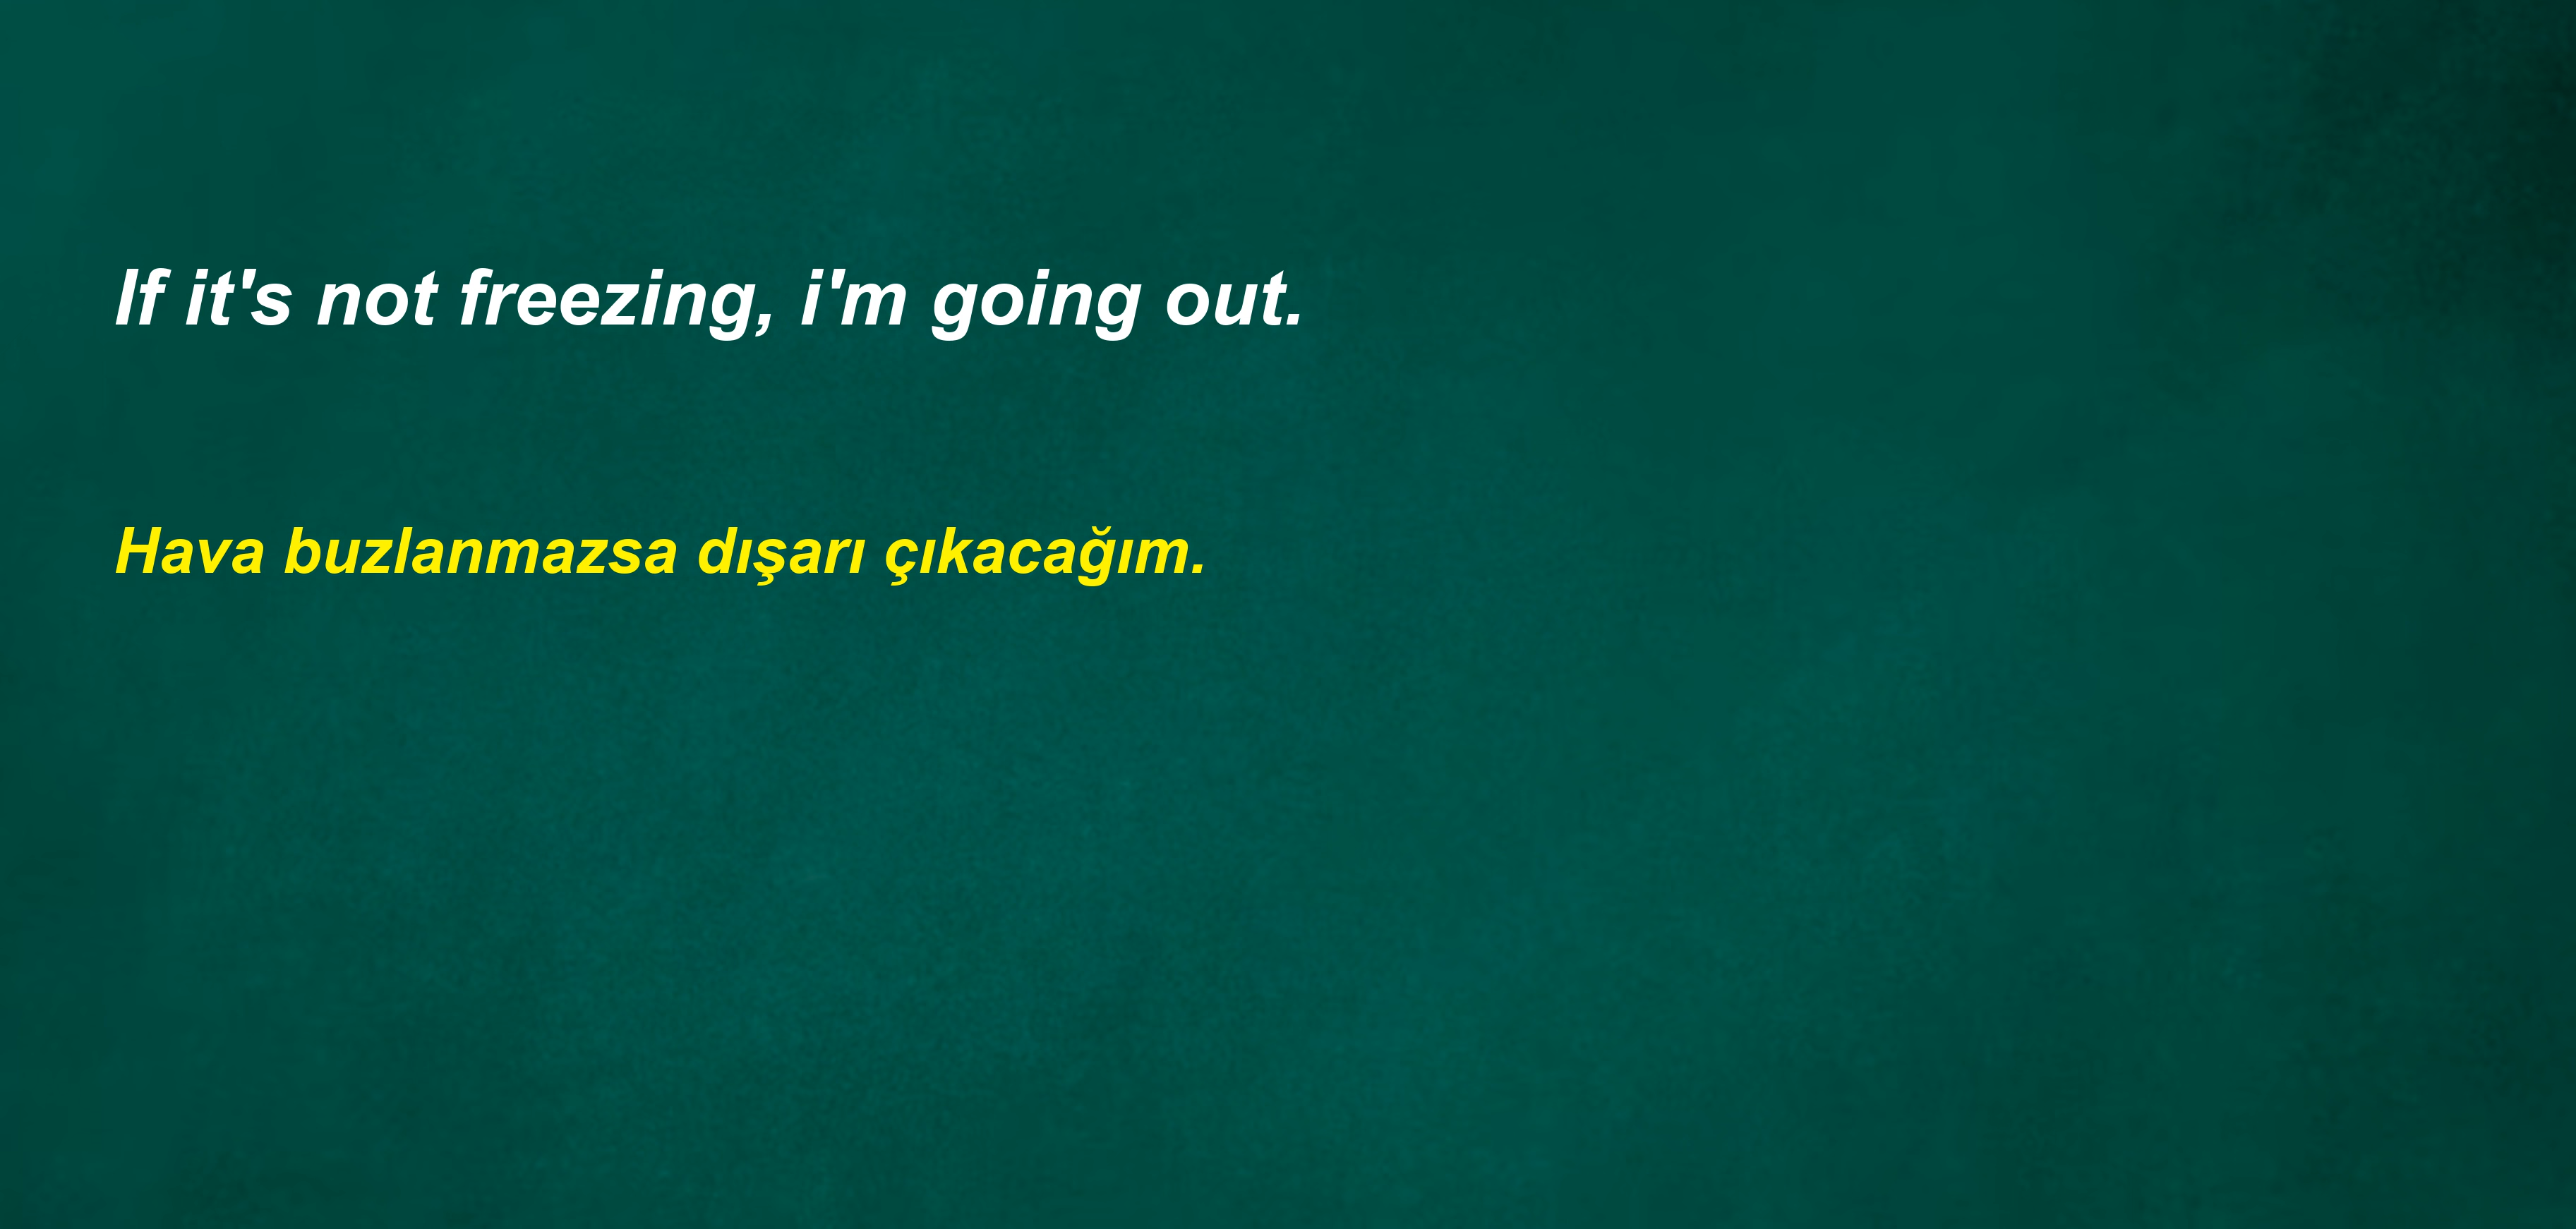 If it's not freezing, i'm going out.
Hava buzlanmazsa dışarı çıkacağım.